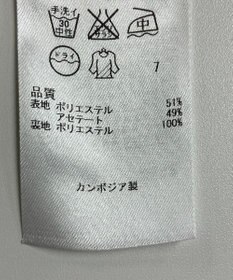 手洗イ
30
中性
中
ドライ
7
品質
表地 ポリエステル 51%
アセテート 49%
裏地 ポリエステル 100%
カンボジア製